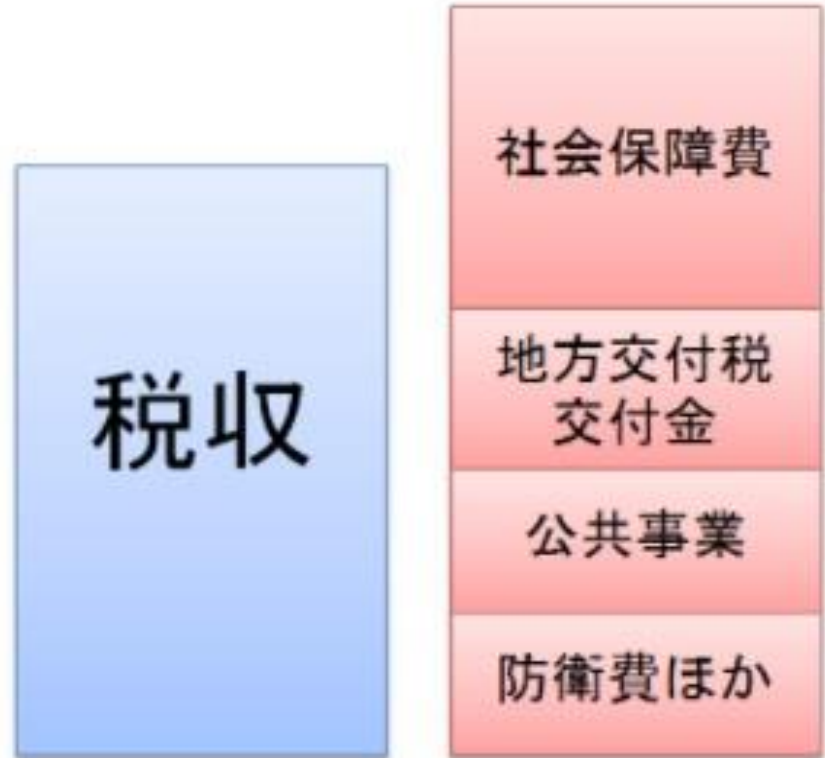 税収
社会保障費
地方交付税
交付金
公共事業
防衛費ほか